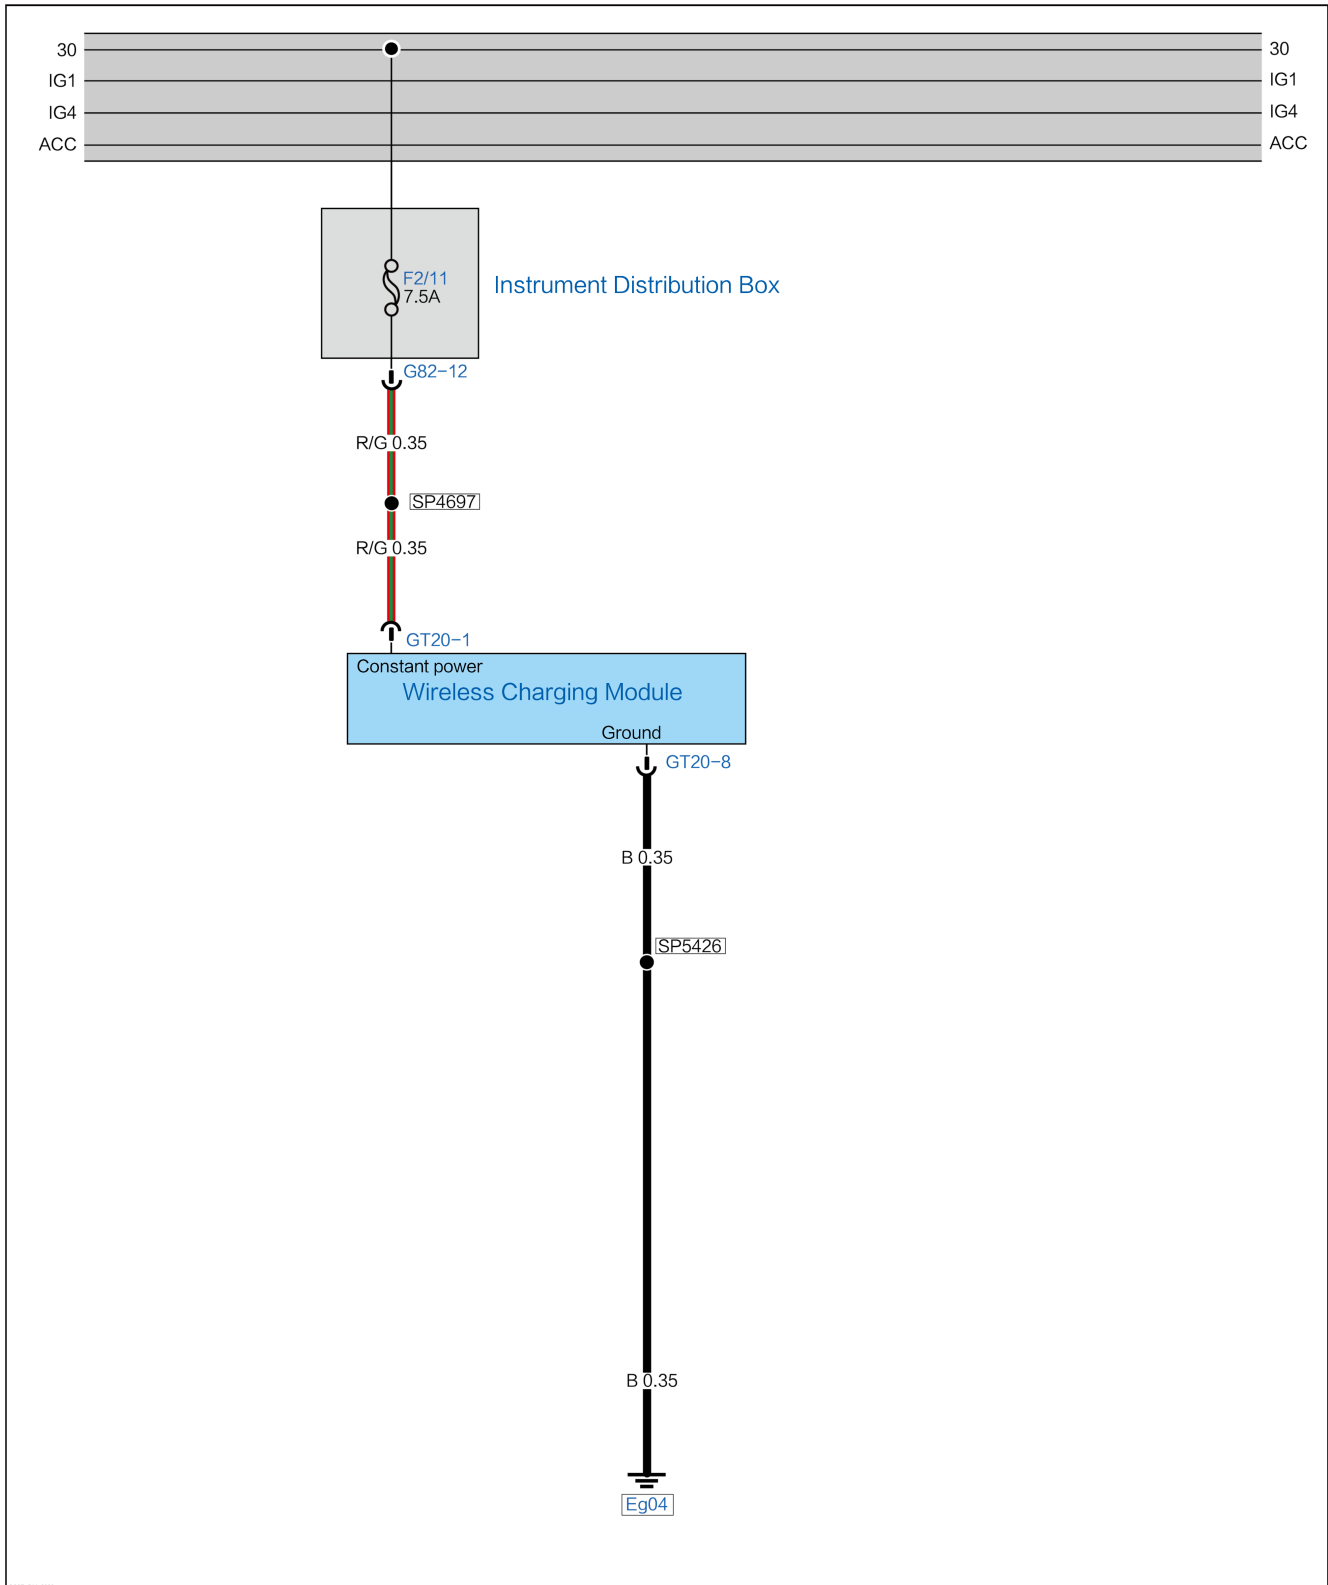 30 30
IG1 IG1
IG4 IG4
ACC ACC
F2/11
7.5A
Instrument Distribution Box
G82−12
R/G 0.35
SP4697
R/G 0.35
GT20−1
Constant power
Wireless Charging Module
Ground
GT20−8
B 0.35
SP5426
B 0.35
Eg04